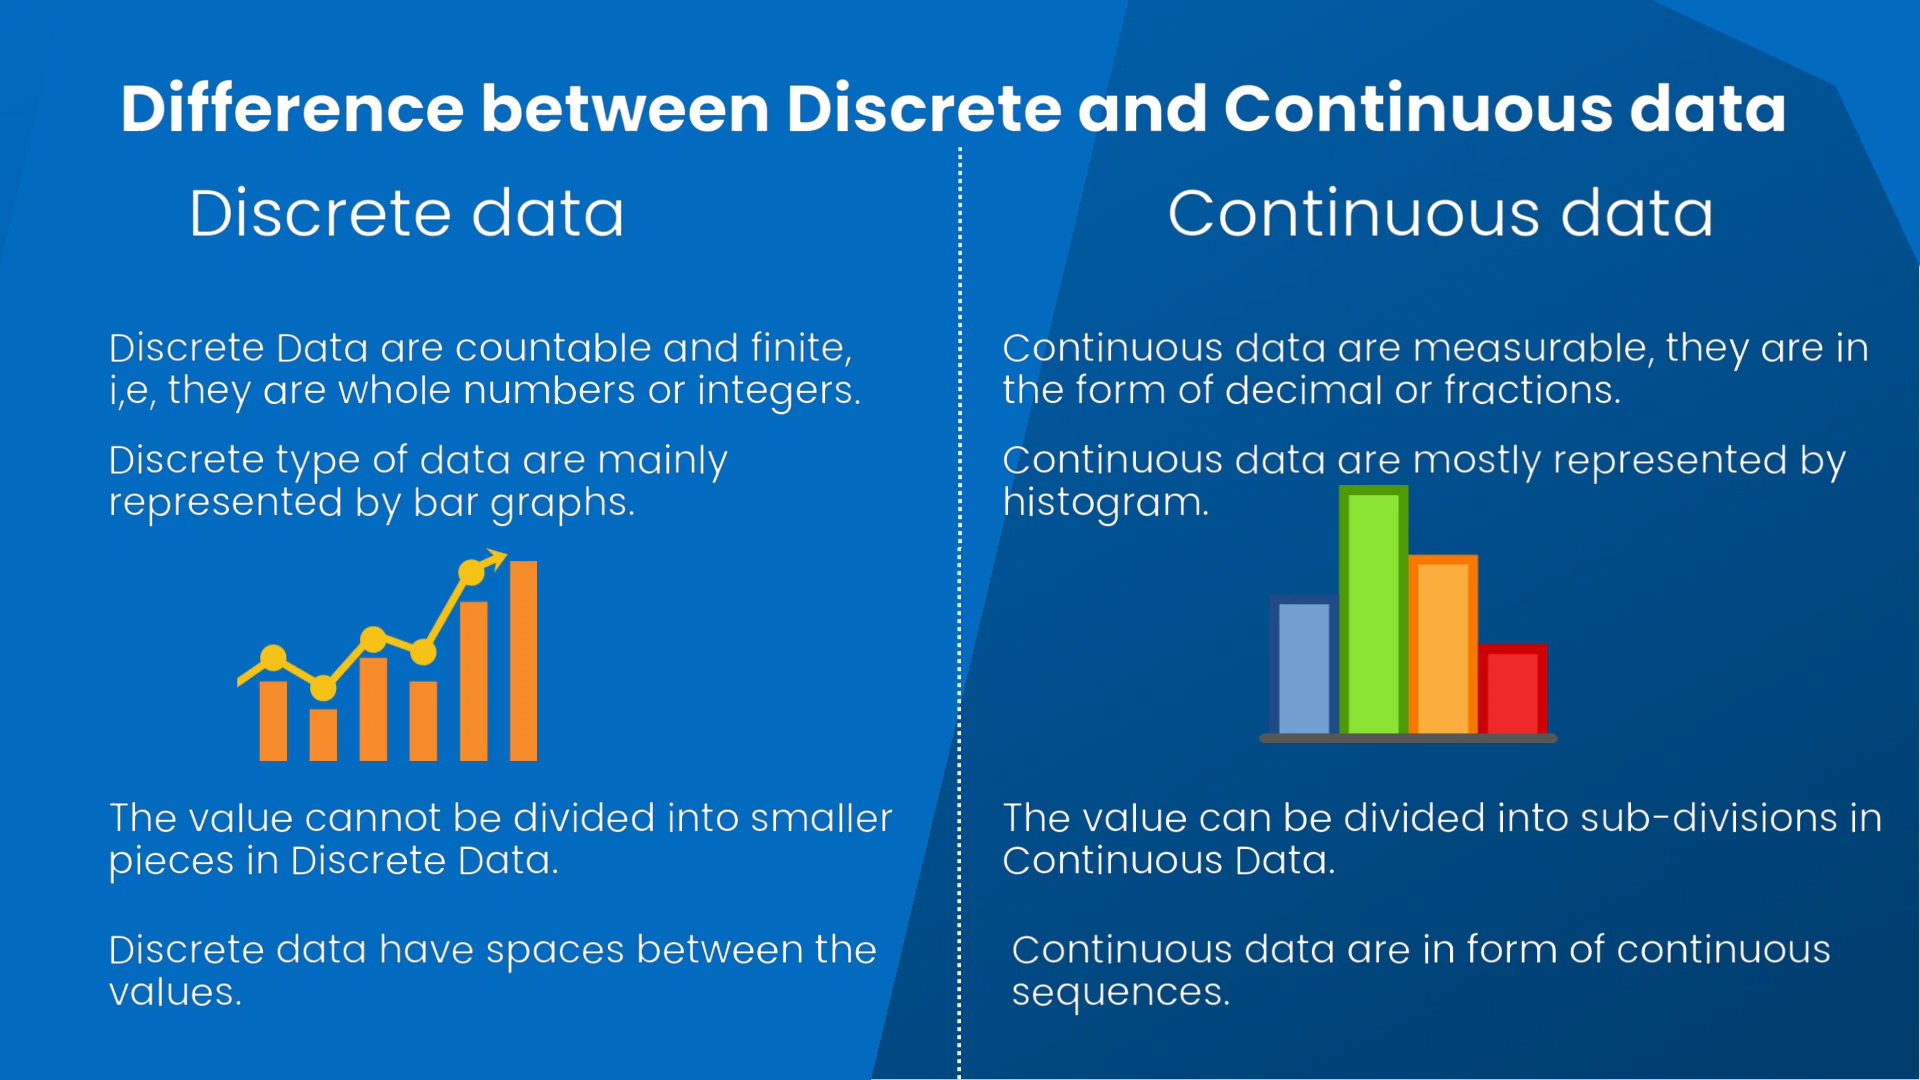 Difference between Discrete and Continuous data
Discrete data
Discrete Data are countable and finite,
i,e, they are whole numbers or integers.
Discrete type of data are mainly
represented by bar graphs.
The value cannot be divided into smaller
pieces in Discrete Data.
Discrete data have spaces between the
values.
Continuous data
Continuous data are measurable, they are in
the form of decimal or fractions.
Continuous data are mostly represented by
histogram.
The value can be divided into sub-divisions in
Continuous Data.
Continuous data are in form of continuous
sequences.